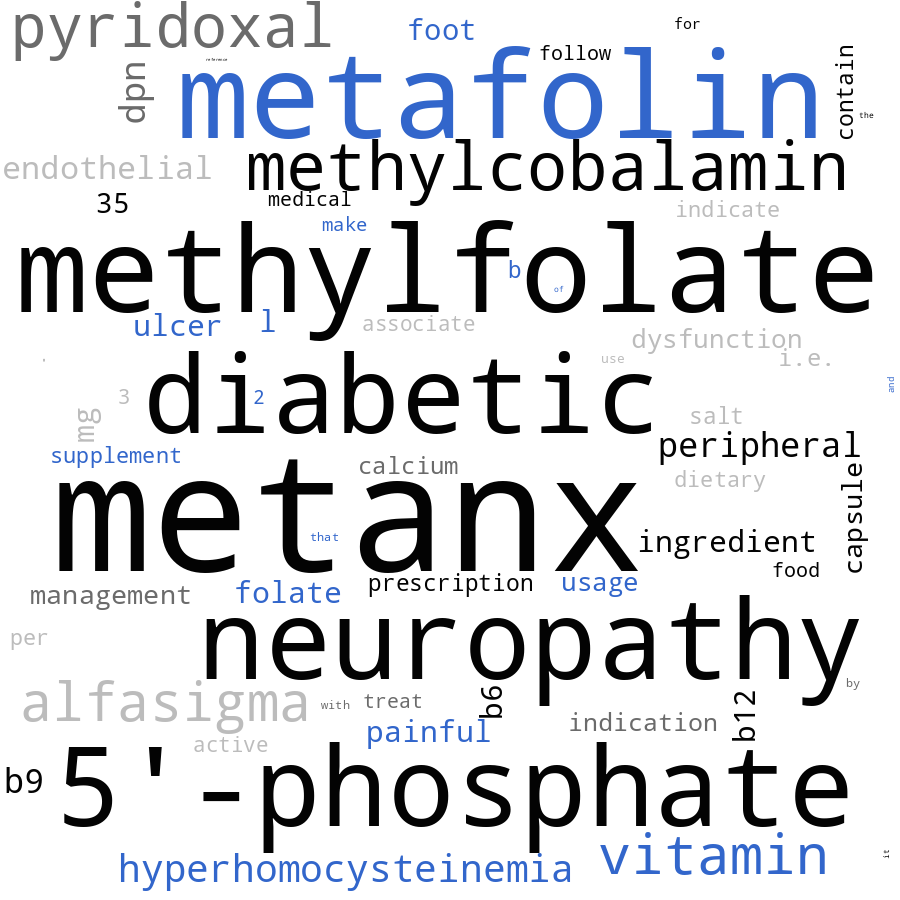 pyridoxal
foot
for
follow
reference
dpn
metafolin
contain
the
endothelial
methylcobalamin
35
medical
indicate
make
methylfolate
b
of
ulcer
l
associate
dysfunction
.
use
i.e.
and
diabetic
3
2
mg
salt
supplement
peripheral
calcium
dietary
capsule
metanx
that
ingredient
food
management
folate
prescription
usage
neuropathy
per
by
alfasigma
with
treat
b6
b12
painful
indication
active
b9
5'-phosphate
hyperhomocysteinemia
vitamin
it